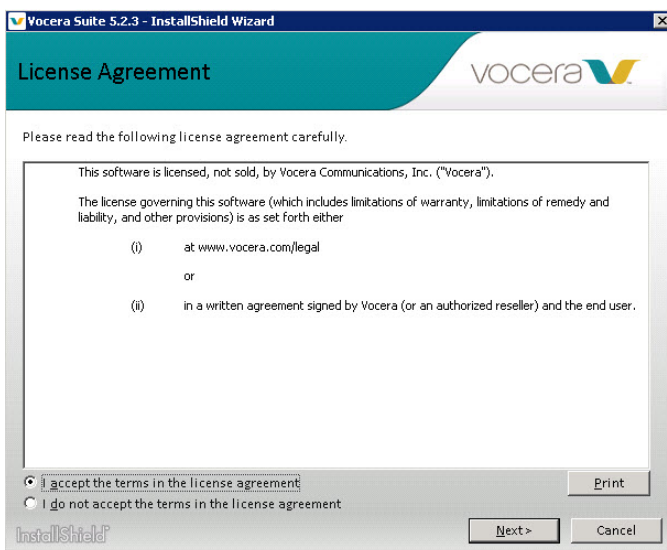 Vocera Suite 5.2.3 - InstallShield Wizard
License Agreement
vocera
Please read the following license agreement carefully.
This software is licensed, not sold, by Vocera Communications, Inc. ("Vocera").
The license governing this software (which includes limitations of warranty, limitations of remedy and
liability, and other provisions) is as set forth either
(i) at www.vocera.com/legal
or
(ii) in a written agreement signed by Vocera (or an authorized reseller) and the end user.
I accept the terms in the license agreement
Print
I do not accept the terms in the license agreement
InstallShield
Next >
Cancel